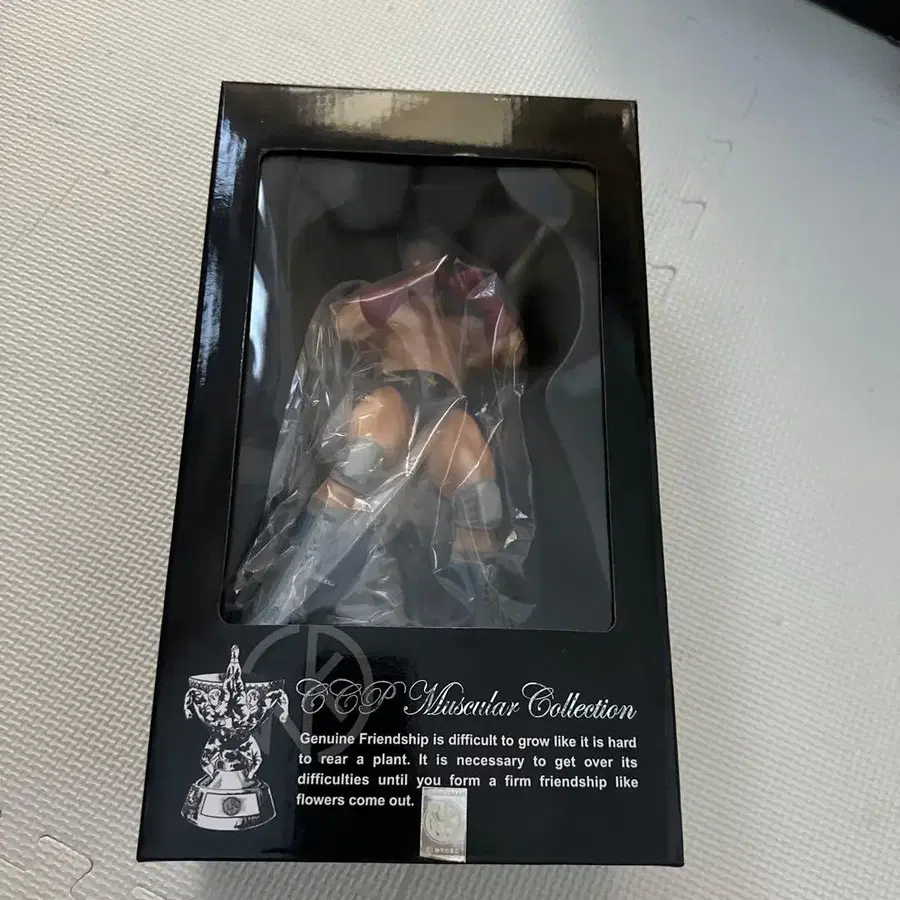 CCP Muscular Collection
Genuine Friendship is difficult to grow like it is hard
to rear a plant. It is necessary to get over its
difficulties until you form a firm friendship like
flowers come out.